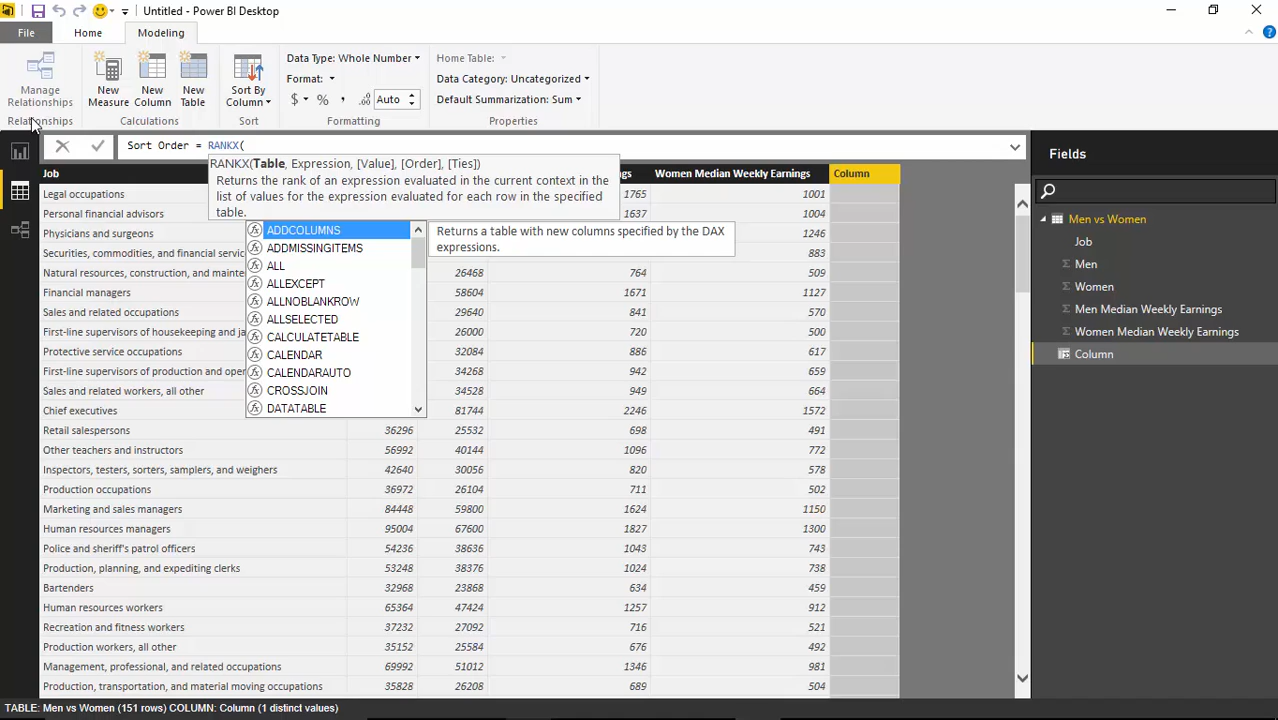 Untitled - Power BI Desktop
File Home Modeling
Manage Relationships
New Measure
New Column
New Table
Sort By Column
Data Type: Whole Number
Format:
$ % , .00 Auto
Home Table:
Data Category: Uncategorized
Default Summarization: Sum
Relationships Calculations Sort Formatting Properties
Sort Order = RANKX(
RANKX(Table, Expression, [Value], [Order], [Ties])
Returns the rank of an expression evaluated in the current context in the
list of values for the expression evaluated for each row in the specified
table.
ADDCOLUMNS
ADDMISSINGITEMS
ALL
ALLEXCEPT
ALLNOBLANKROW
ALLSELECTED
CALCULATETABLE
CALENDAR
CALENDARAUTO
CROSSJOIN
DATATABLE
Returns a table with new columns specified by the DAX
expressions.
Job Women Median Weekly Earnings Column
Legal occupations 1765 1001
Personal financial advisors 1637 1004
Physicians and surgeons 1246
Securities, commodities, and financial servic 883
Natural resources, construction, and mainte 26468 764 509
Financial managers 58604 1671 1127
Sales and related occupations 29640 841 570
First-line supervisors of housekeeping and ja 26000 720 500
Protective service occupations 32084 886 617
First-line supervisors of production and oper 34268 942 659
Sales and related workers, all other 34528 949 664
Chief executives 81744 2246 1572
Retail salespersons 36296 25532 698 491
Other teachers and instructors 56992 40144 1096 772
Inspectors, testers, sorters, samplers, and weighers 42640 30056 820 578
Production occupations 36972 26104 711 502
Marketing and sales managers 84448 59800 1624 1150
Human resources managers 95004 67600 1827 1300
Police and sheriff's patrol officers 54236 38636 1043 743
Production, planning, and expediting clerks 53248 38376 1024 738
Bartenders 32968 23868 634 459
Human resources workers 65364 47424 1257 912
Recreation and fitness workers 37232 27092 716 521
Production workers, all other 35152 25584 676 492
Management, professional, and related occupations 69992 51012 1346 981
Production, transportation, and material moving occupations 35828 26208 689 504
Fields
Men vs Women
Job
Men
Women
Men Median Weekly Earnings
Women Median Weekly Earnings
Column
TABLE: Men vs Women (151 rows) COLUMN: Column (1 distinct values)